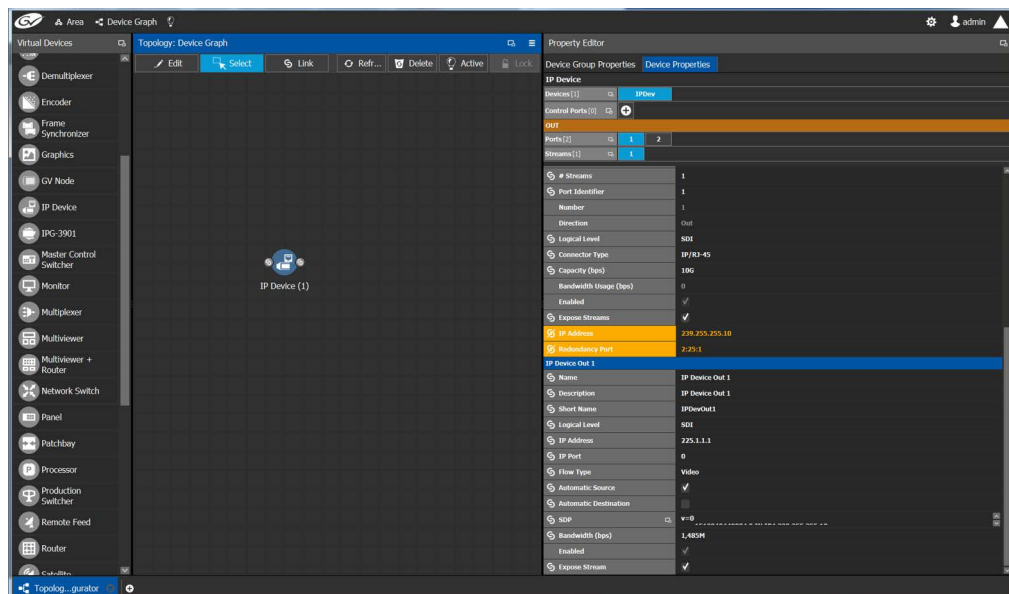 GV Area Device Graph admin
Virtual Devices
Demultiplexer
Encoder
Frame
Synchronizer
Graphics
GV Node
IP Device
IPG-3901
Master Control
Switcher
Monitor
Multiplexer
Multiviewer
Multiviewer +
Router
Network Switch
Panel
Patchbay
Processor
Production
Switcher
Remote Feed
Router
Satellite
Topology: Device Graph
Edit Select Link Refr... Delete Active Lock
IP Device (1)
Property Editor
Device Group Properties Device Properties
IP Device
Devices [1] IPDev
Control Ports [0]
OUT
Ports [2] 1 2
Streams [1] 1
# Streams 1
Port Identifier 1
Number 1
Direction Out
Logical Level SDI
Connector Type IP/RJ-45
Capacity (bps) 10G
Bandwidth Usage (bps) 0
Enabled
Expose Streams
IP Address 239.255.255.10
Redundancy Port 2:25:1
IP Device Out 1
Name IP Device Out 1
Description IP Device Out 1
Short Name IPDevOut1
Logical Level SDI
IP Address 225.1.1.1
IP Port 0
Flow Type Video
Automatic Source
Automatic Destination
SDP v=0
Bandwidth (bps) 1,485M
Enabled
Expose Stream
Topolog...gurator